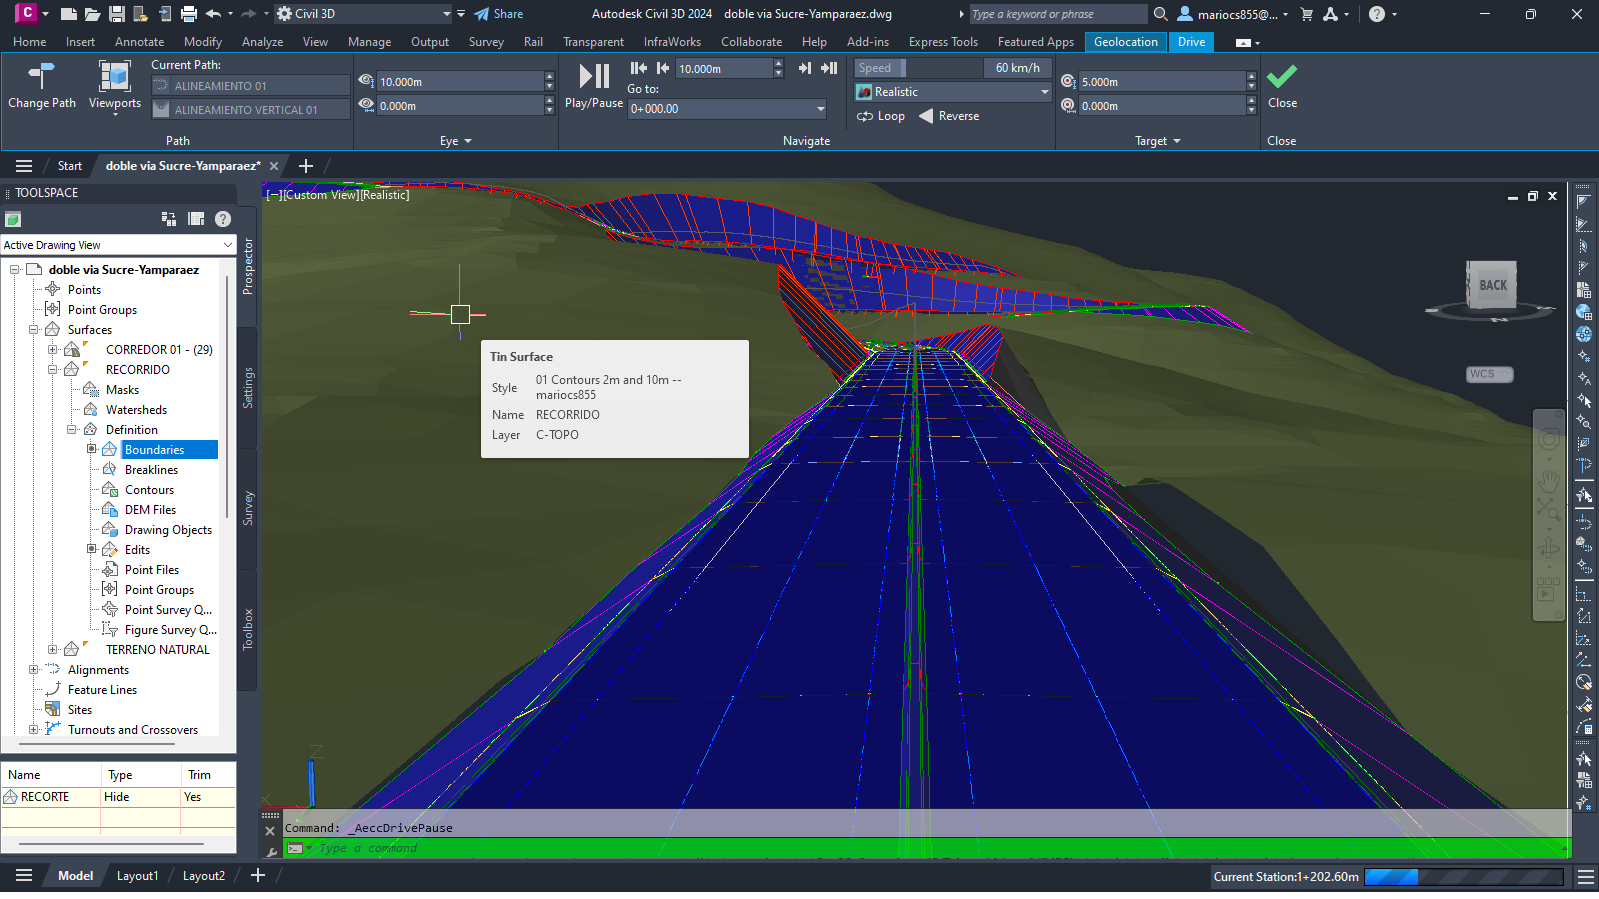 C
Civil 3D
Share
Autodesk Civil 3D 2024
doble via Sucre-Yamparaez.dwg
Type a keyword or phrase
mariocs855@...
?
Home
Insert
Annotate
Modify
Analyze
View
Manage
Output
Survey
Rail
Transparent
InfraWorks
Collaborate
Help
Add-ins
Express Tools
Featured Apps
Geolocation
Drive
Change Path
Viewports
Current Path:
ALINEAMIENTO 01
ALINEAMIENTO VERTICAL 01
Path
10.000m
0.000m
Eye
Play/Pause
10.000m
Go to:
0+000.00
Speed
60 km/h
Realistic
Loop
Reverse
Navigate
5.000m
0.000m
Target
Close
Close
Start
doble via Sucre-Yamparaez*
TOOLSPACE
?
Active Drawing View
doble via Sucre-Yamparaez
Points
Point Groups
Surfaces
CORREDOR 01 - (29)
RECORRIDO
Masks
Watersheds
Definition
Boundaries
Breaklines
Contours
DEM Files
Drawing Objects
Edits
Point Files
Point Groups
Point Survey Q...
Figure Survey Q...
TERRENO NATURAL
Alignments
Feature Lines
Sites
Turnouts and Crossovers
Prospector
Settings
Survey
Toolbox
Name
Type
Trim
RECORTE
Hide
Yes
[−][Custom View][Realistic]
Tin Surface
Style 01 Contours 2m and 10m --
mariocs855
Name RECORRIDO
Layer C-TOPO
BACK
N
WCS
Z
X
Command: _AeccDrivePause
Type a command
Model
Layout1
Layout2
Current Station:1+202.60m